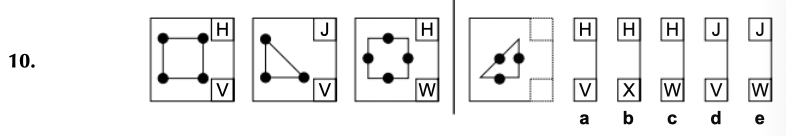 10.
H J H H H H J J
V V W V X W V W
a b c d e